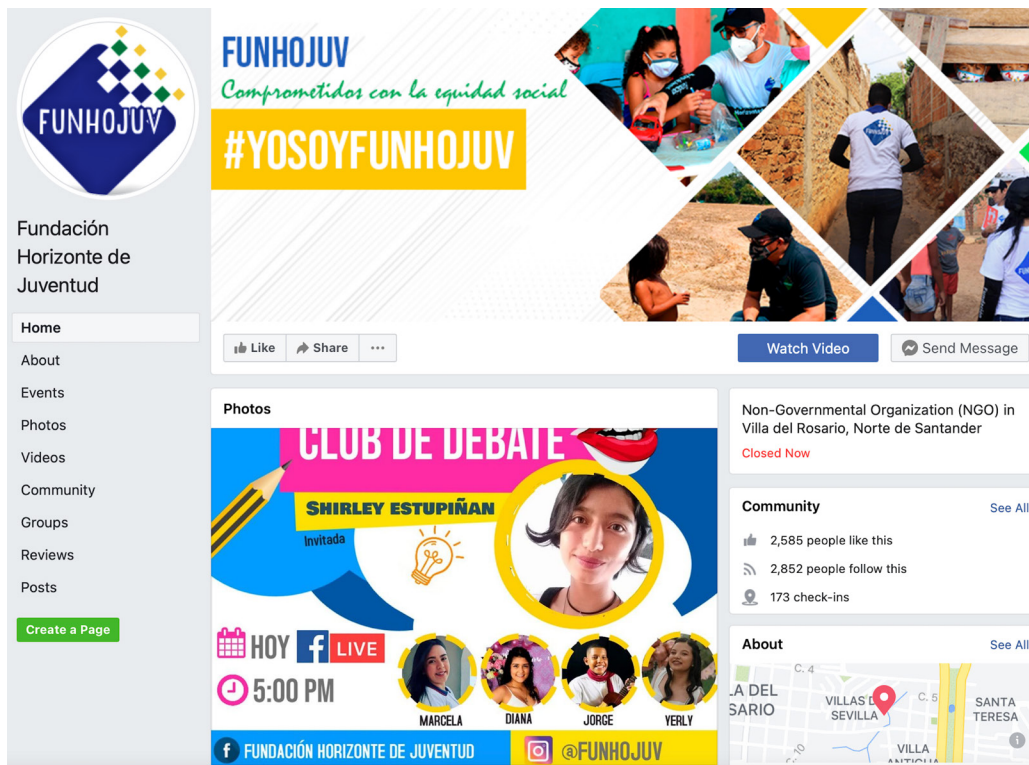 FUNHOJUV
Fundación
Horizonte de
Juventud
Home
About
Events
Photos
Videos
Community
Groups
Reviews
Posts
Create a Page
FUNHOJUV
Comprometidos con la equidad social
#YOSOYFUNHOJUV
Like
Share
...
Watch Video
Send Message
Photos
CLUB DE DEBATE
SHIRLEY ESTUPIÑAN
Invitada
HOY f LIVE
5:00 PM
MARCELA
DIANA
JORGE
YERLY
f FUNDACIÓN HORIZONTE DE JUVENTUD
@FUNHOJUV
Non-Governmental Organization (NGO) in
Villa del Rosario, Norte de Santander
Closed Now
Community
See All
2,585 people like this
2,852 people follow this
173 check-ins
About
See All
C. 4
LA DEL
SARIO
VILLAS D
SEVILLA
C. 5
SANTA
TERESA
VILLA
ANTIGUA